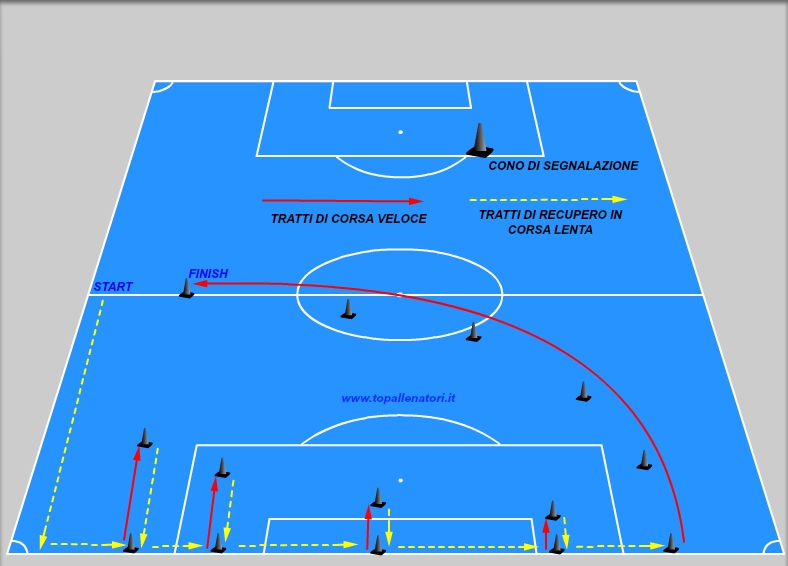 CONO DI SEGNALAZIONE
TRATTI DI CORSA VELOCE
TRATTI DI RECUPERO IN
CORSA LENTA
FINISH
START
www.topallenatori.it